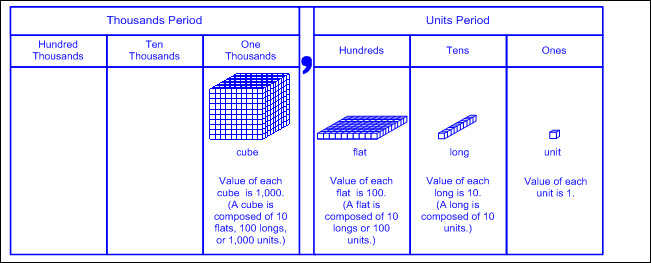 Thousands Period
Units Period
Hundred
Thousands
Ten
Thousands
One
Thousands
,
Hundreds
Tens
Ones
cube
flat
long
unit
Value of each
cube is 1,000.
(A cube is
composed of 10
flats, 100 longs,
or 1,000 units.)
Value of each
flat is 100.
(A flat is
composed of 10
longs or 100
units.)
Value of each
long is 10.
(A long is
composed of 10
units.)
Value of each
unit is 1.